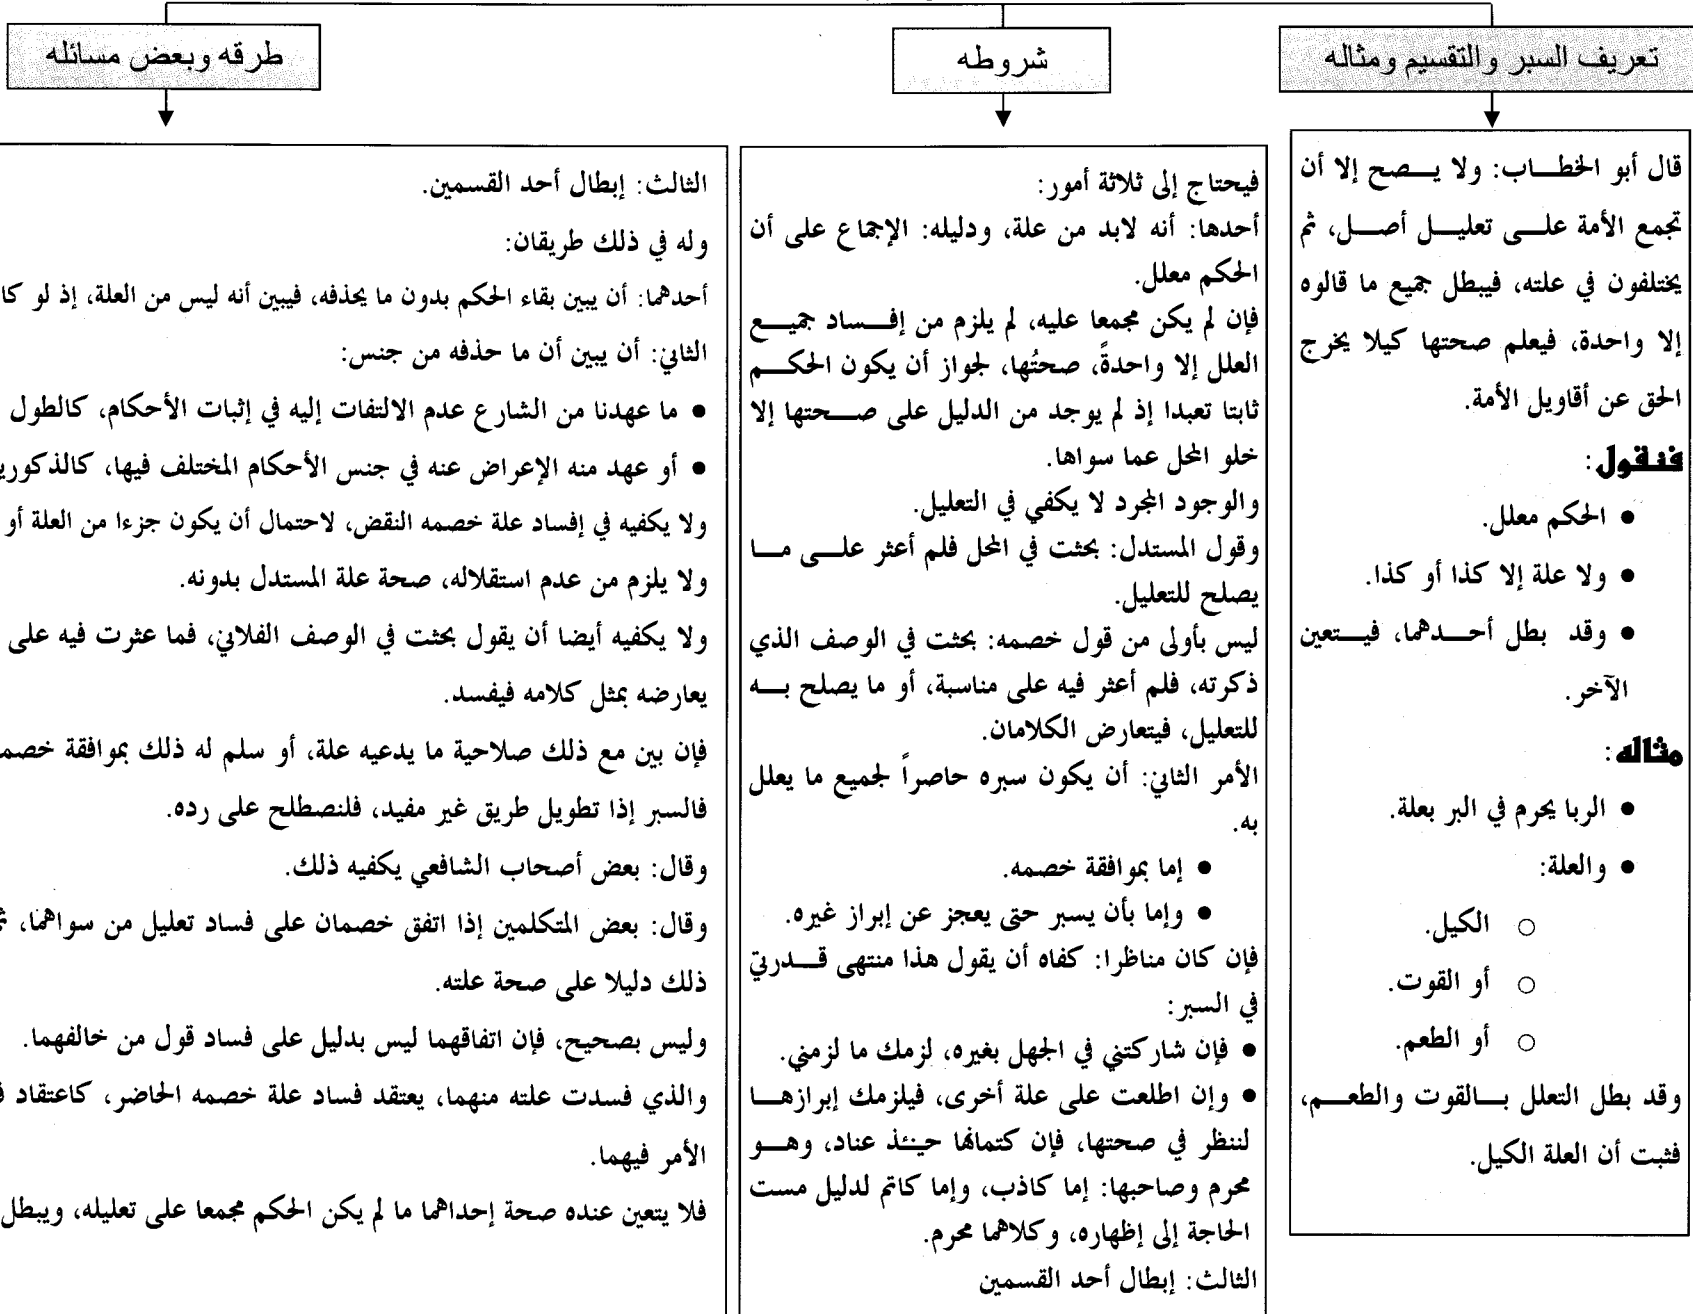 تعريف السبر والتقسيم ومثاله
شروطه
طرقه وبعض مسائله
قال أبو الخطاب: ولا يصح إلا أن
تجمع الأمة على تعليل أصل، ثم
يختلفون في علته، فيبطل جميع ما قالوه
إلا واحدة، فيعلم صحتها كيلا يخرج
الحق عن أقاويل الأمة.
فنقول:
● الحكم معلل.
● ولا علة إلا كذا أو كذا.
● وقد بطل أحدهما، فيتعين
الآخر.
مثاله:
● الربا يحرم في البر بعلة.
● والعلة:
○ الكيل.
○ أو القوت.
○ أو الطعم.
وقد بطل التعلل بالقوت والطعم،
فثبت أن العلة الكيل.
فيحتاج إلى ثلاثة أمور:
أحدها: أنه لابد من علة، ودليله: الإجماع على أن
الحكم معلل.
فإن لم يكن مجمعا عليه، لم يلزم من إفساد جميع
العلل إلا واحدةً، صحتُها، لجواز أن يكون الحكم
ثابتا تعبدا إذ لم يوجد من الدليل على صحتها إلا
خلو المحل عما سواها.
والوجود المجرد لا يكفي في التعليل.
وقول المستدل: بحثت في المحل فلم أعثر على ما
يصلح للتعليل.
ليس بأولى من قول خصمه: بحثت في الوصف الذي
ذكرته، فلم أعثر فيه على مناسبة، أو ما يصلح به
للتعليل، فيتعارض الكلامان.
الأمر الثاني: أن يكون سبره حاصراً لجميع ما يعلل
به.
● إما بموافقة خصمه.
● وإما بأن يسبر حتى يعجز عن إبراز غيره.
فإن كان مناظرا: كفاه أن يقول هذا منتهى قدرتي
في السبر:
● فإن شاركتني في الجهل بغيره، لزمك ما لزمني.
● وإن اطلعت على علة أخرى، فيلزمك إبرازها
لننظر في صحتها، فإن كتمانها حينئذ عناد، وهو
محرم وصاحبها: إما كاذب، وإما كاتم لدليل مست
الحاجة إلى إظهاره، وكلاهما محرم.
الثالث: إبطال أحد القسمين
الثالث: إبطال أحد القسمين.
وله في ذلك طريقان:
أحدهما: أن يبين بقاء الحكم بدون ما يحذفه، فيبين أنه ليس من العلة، إذ لو كا
الثاني: أن يبين أن ما حذفه من جنس:
● ما عهدنا من الشارع عدم الالتفات إليه في إثبات الأحكام، كالطول
● أو عهد منه الإعراض عنه في جنس الأحكام المختلف فيها، كالذكوري
ولا يكفيه في إفساد علة خصمه النقض، لاحتمال أن يكون جزءا من العلة أو
ولا يلزم من عدم استقلاله، صحة علة المستدل بدونه.
ولا يكفيه أيضا أن يقول بحثت في الوصف الفلاني، فما عثرت فيه على
يعارضه بمثل كلامه فيفسد.
فإن بين مع ذلك صلاحية ما يدعيه علة، أو سلم له ذلك بموافقة خصم
فالسبر إذا تطويل طريق غير مفيد، فلنصطلح على رده.
وقال: بعض أصحاب الشافعي يكفيه ذلك.
وقال: بعض المتكلمين إذا اتفق خصمان على فساد تعليل من سواهما،
ذلك دليلا على صحة علته.
وليس بصحيح، فإن اتفاقهما ليس بدليل على فساد قول من خالفهما.
والذي فسدت علته منهما، يعتقد فساد علة خصمه الحاضر، كاعتقاد ف
الأمر فيهما.
فلا يتعين عنده صحة إحداهما ما لم يكن الحكم مجمعا على تعليله، ويبطل